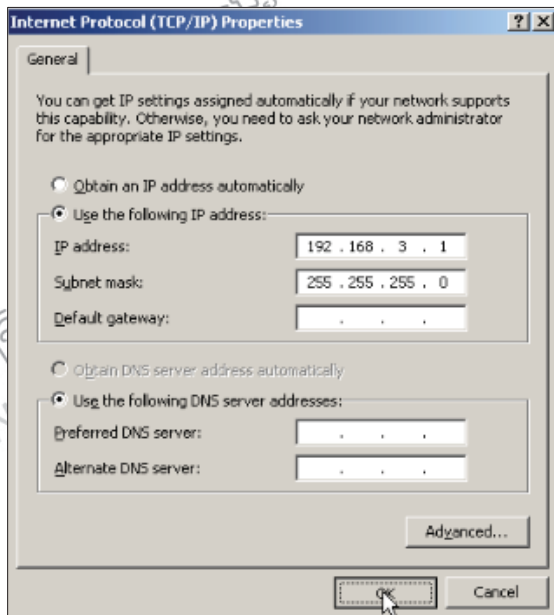 Internet Protocol (TCP/IP) Properties
General
You can get IP settings assigned automatically if your network supports
this capability. Otherwise, you need to ask your network administrator
for the appropriate IP settings.
Obtain an IP address automatically
Use the following IP address:
IP address: 192 . 168 . 3 . 1
Subnet mask: 255 . 255 . 255 . 0
Default gateway: . . .
Obtain DNS server address automatically
Use the following DNS server addresses:
Preferred DNS server: . . .
Alternate DNS server: . . .
Advanced...
OK Cancel